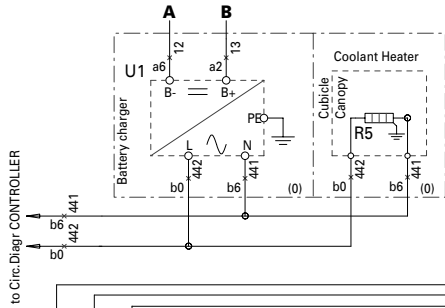 A B
12 13
a6 a2
U1
B- B+
Battery charger
PE
L N
442 441
b0 b6 (0)
Coolant Heater
Cubicle
Canopy
R5
442 441
b0 b6 (0)
to Circ.Diagr CONTROLLER
441
b6
442
b0